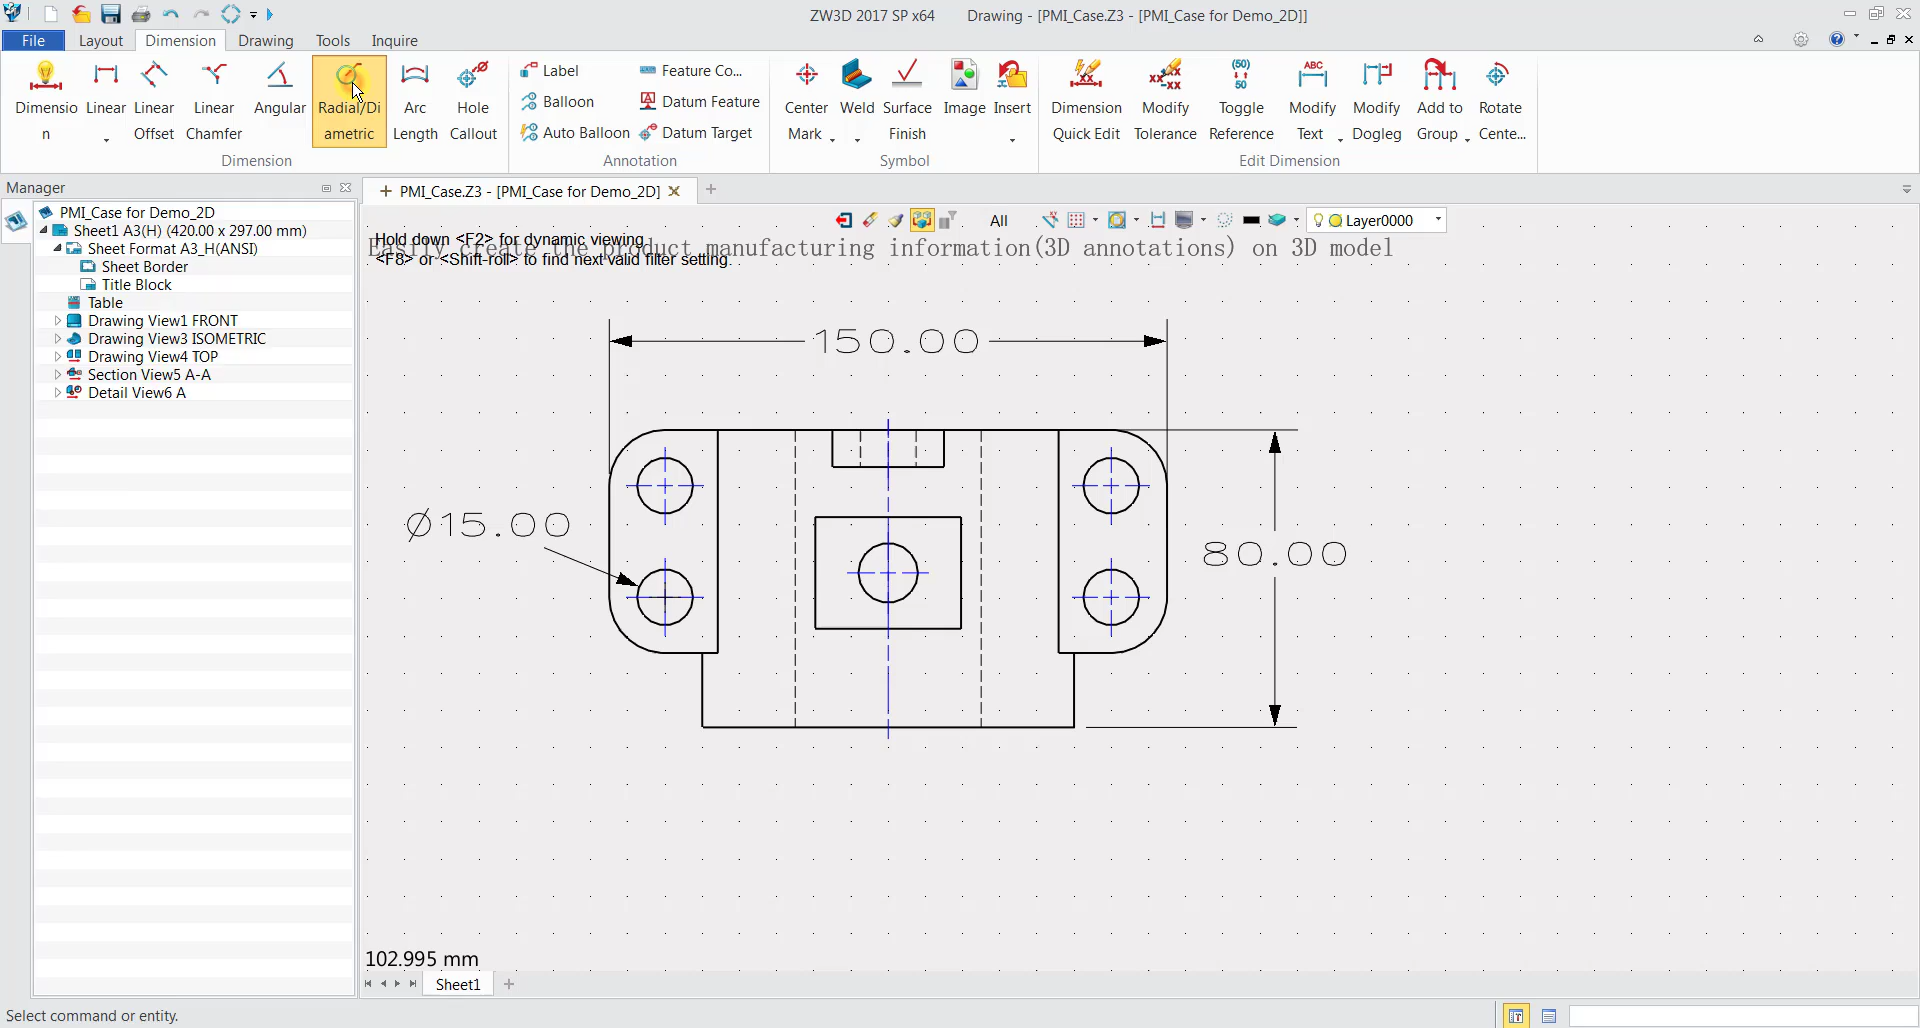 ZW3D 2017 SP x64 Drawing - [PMI_Case.Z3 - [PMI_Case for Demo_2D]]
File Layout Dimension Drawing Tools Inquire
Dimensio
n
Linear
Linear
Offset
Linear
Chamfer
Angular
Radial/Di
ametric
Arc
Length
Hole
Callout
Dimension
Label
Balloon
Auto Balloon
Feature Co...
Datum Feature
Datum Target
Annotation
Center
Mark
Weld
Surface
Finish
Image
Insert
Symbol
Dimension
Quick Edit
Modify
Tolerance
(50)
50
Toggle
Reference
ABC
Modify
Text
Modify
Dogleg
Add to
Group
Rotate
Cente...
Edit Dimension
Manager
PMI_Case for Demo_2D
Sheet1 A3(H) (420.00 x 297.00 mm)
Sheet Format A3_H(ANSI)
Sheet Border
Title Block
Table
Drawing View1 FRONT
Drawing View3 ISOMETRIC
Drawing View4 TOP
Section View5 A-A
Detail View6 A
PMI_Case.Z3 - [PMI_Case for Demo_2D]
All
Layer0000
Hold down <F2> for dynamic viewing.
Easily create the product manufacturing information(3D annotations) on 3D model
<F8> or <Shift-roll> to find next valid filter setting.
150.00
Ø15.00
80.00
102.995 mm
Sheet1
Select command or entity.